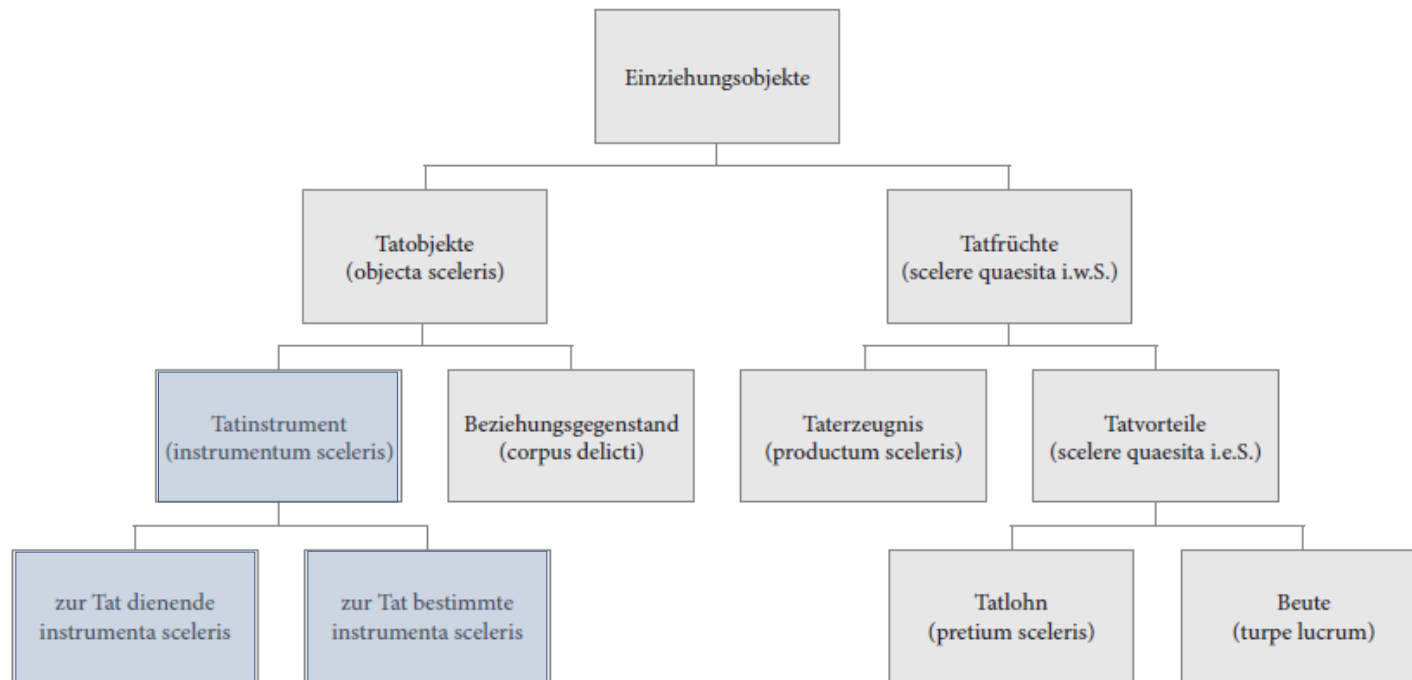 Einziehungsobjekte
Tatobjekte
(objecta sceleris)
Tatfrüchte
(scelere quaesita i.w.S.)
Tatinstrument
(instrumentum sceleris)
Beziehungsgegenstand
(corpus delicti)
Taterzeugnis
(productum sceleris)
Tatvorteile
(scelere quaesita i.e.S.)
zur Tat dienende
instrumenta sceleris
zur Tat bestimmte
instrumenta sceleris
Tatlohn
(pretium sceleris)
Beute
(turpe lucrum)